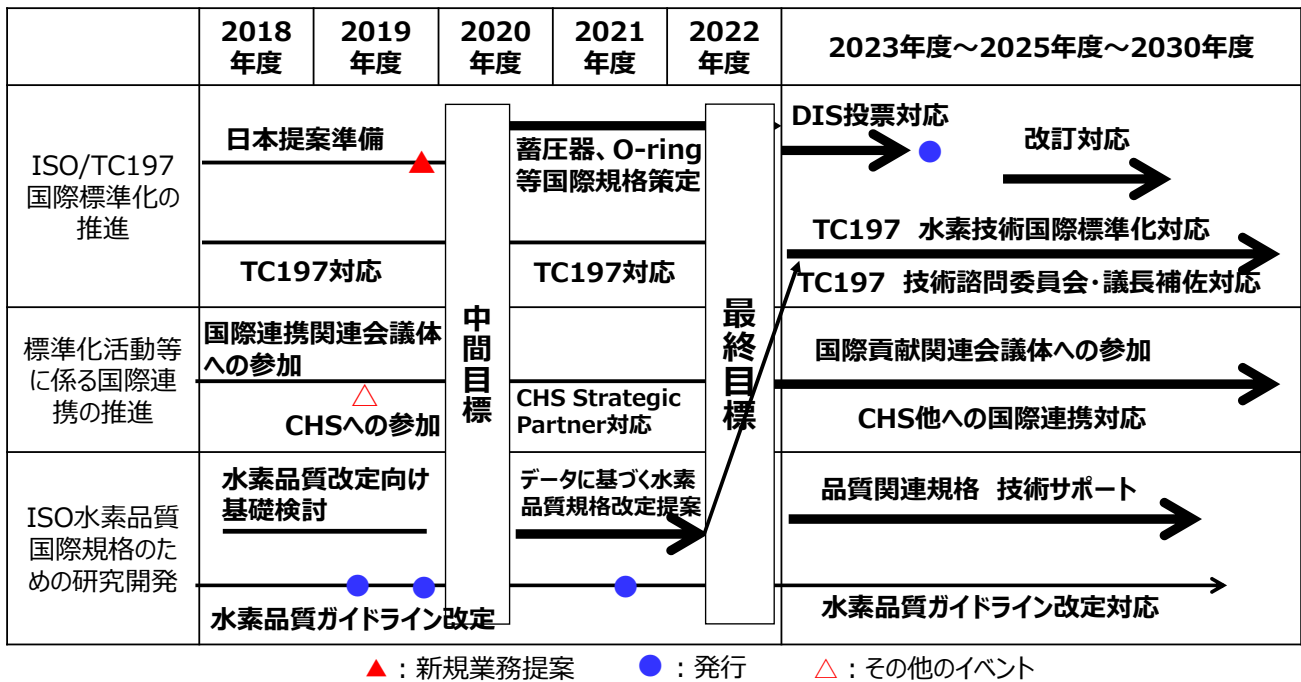 2018
年度
2019
年度
2020
年度
2021
年度
2022
年度
2023年度～2025年度～2030年度
ISO/TC197
国際標準化の
推進
日本提案準備
蓄圧器、O-ring
等国際規格策定
DIS投票対応
改訂対応
TC197対応
TC197対応
TC197 水素技術国際標準化対応
TC197 技術諮問委員会・議長補佐対応
中間目標
最終目標
標準化活動等
に係る国際連
携の推進
国際連携関連会議体
への参加
CHSへの参加
CHS Strategic
Partner対応
国際貢献関連会議体への参加
CHS他への国際連携対応
ISO水素品質
国際規格のた
めの研究開発
水素品質改定向け
基礎検討
データに基づく水素
品質規格改定提案
品質関連規格 技術サポート
水素品質ガイドライン改定
水素品質ガイドライン改定対応
▲：新規業務提案
●：発行
△：その他のイベント